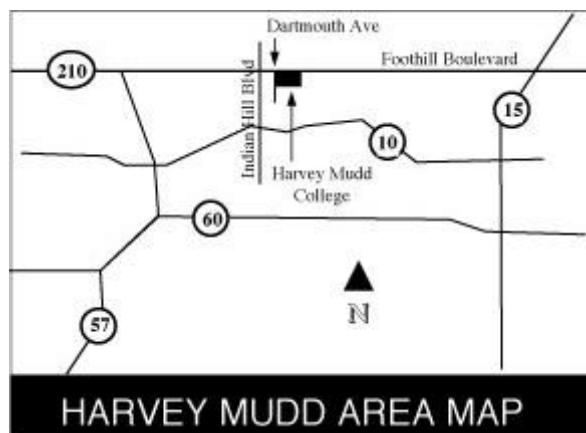 Dartmouth Ave
210
Foothill Boulevard
15
Indian Hill Blvd
10
Harvey Mudd
College
60
N
57
HARVEY MUDD AREA MAP